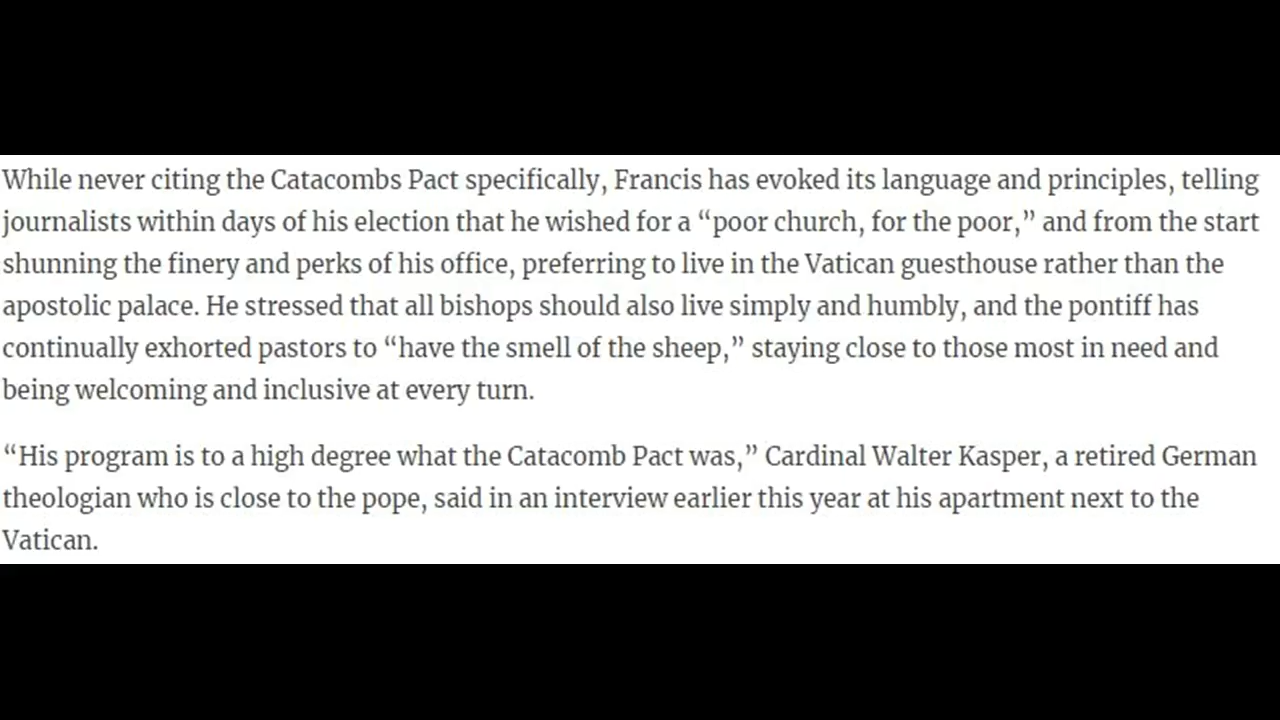 While never citing the Catacombs Pact specifically, Francis has evoked its language and principles, telling
journalists within days of his election that he wished for a “poor church, for the poor,” and from the start
shunning the finery and perks of his office, preferring to live in the Vatican guesthouse rather than the
apostolic palace. He stressed that all bishops should also live simply and humbly, and the pontiff has
continually exhorted pastors to “have the smell of the sheep,” staying close to those most in need and
being welcoming and inclusive at every turn.
“His program is to a high degree what the Catacomb Pact was,” Cardinal Walter Kasper, a retired German
theologian who is close to the pope, said in an interview earlier this year at his apartment next to the
Vatican.